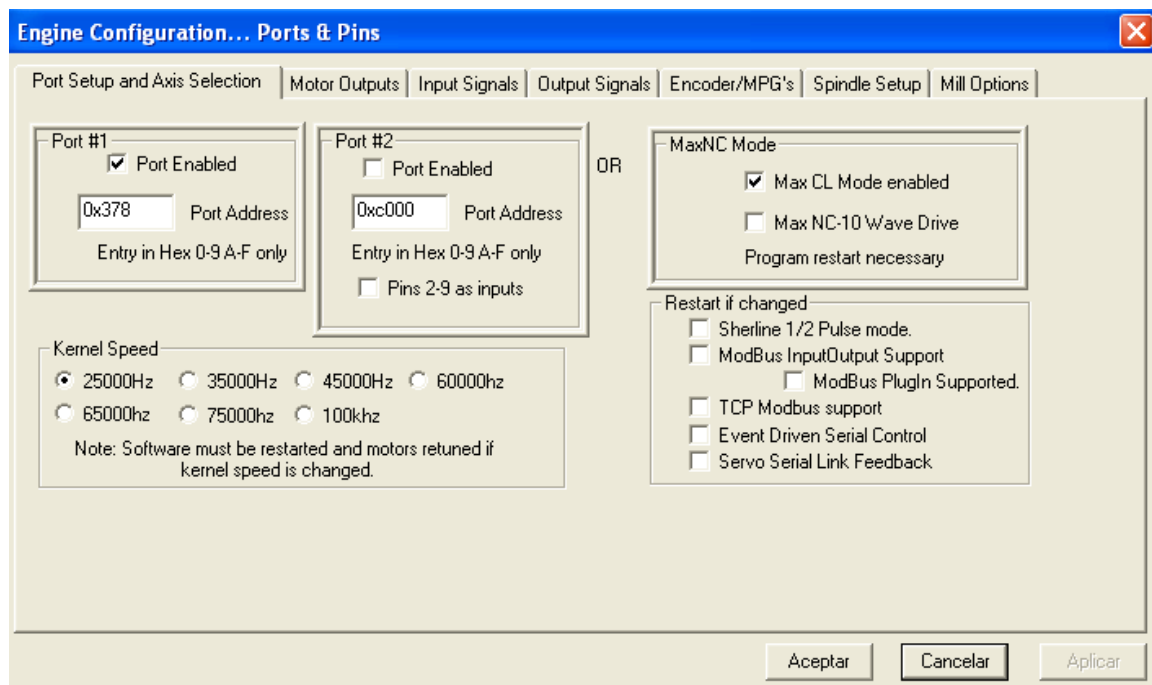 Engine Configuration... Ports & Pins
Port Setup and Axis Selection
Motor Outputs
Input Signals
Output Signals
Encoder/MPG's
Spindle Setup
Mill Options
Port #1
Port Enabled
0x378
Port Address
Entry in Hex 0-9 A-F only
Port #2
Port Enabled
0xc000
Port Address
Entry in Hex 0-9 A-F only
Pins 2-9 as inputs
OR
MaxNC Mode
Max CL Mode enabled
Max NC-10 Wave Drive
Program restart necessary
Restart if changed
Sherline 1/2 Pulse mode.
ModBus InputOutput Support
ModBus PlugIn Supported.
TCP Modbus support
Event Driven Serial Control
Servo Serial Link Feedback
Kernel Speed
25000Hz
35000Hz
45000Hz
60000hz
65000hz
75000hz
100khz
Note: Software must be restarted and motors retuned if
kernel speed is changed.
Aceptar
Cancelar
Aplicar